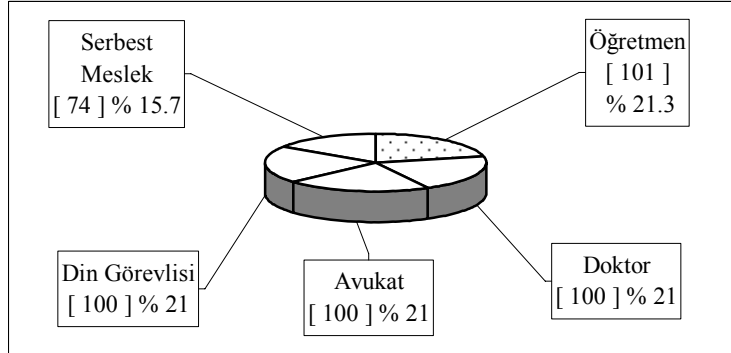 Serbest
Meslek
[ 74 ] % 15.7
Öğretmen
[ 101 ]
% 21.3
Din Görevlisi
[ 100 ] % 21
Avukat
[ 100 ] % 21
Doktor
[ 100 ] % 21